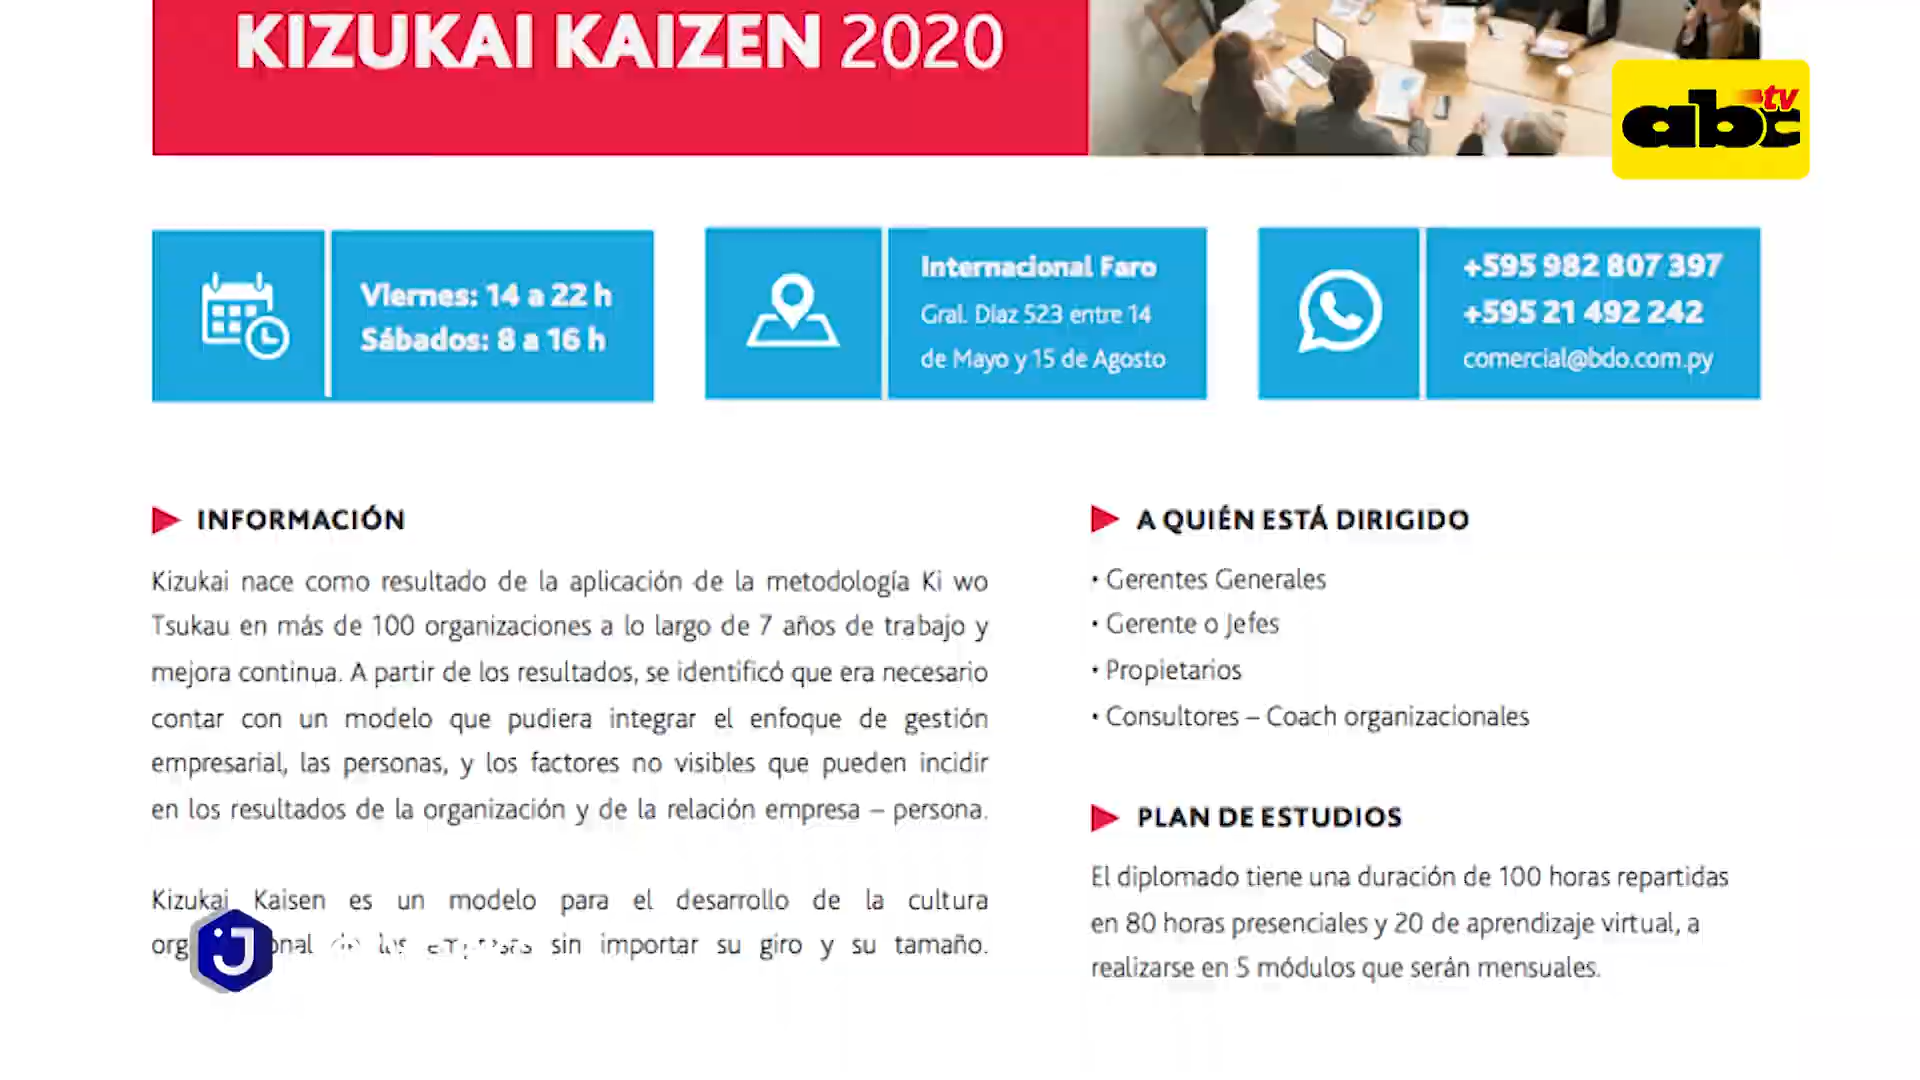 KIZUKAI KAIZEN 2020
abc tv
Viernes: 14 a 22 h
Sábados: 8 a 16 h
Internacional Faro
Gral. Díaz 523 entre 14
de Mayo y 15 de Agosto
+595 982 807 397
+595 21 492 242
comercial@bdo.com.py
INFORMACIÓN
Kizukai nace como resultado de la aplicación de la metodología Ki wo
Tsukau en más de 100 organizaciones a lo largo de 7 años de trabajo y
mejora continua. A partir de los resultados, se identificó que era necesario
contar con un modelo que pudiera integrar el enfoque de gestión
empresarial, las personas, y los factores no visibles que pueden incidir
en los resultados de la organización y de la relación empresa – persona.
Kizukai Kaisen es un modelo para el desarrollo de la cultura
sin importar su giro y su tamaño.
J
A QUIÉN ESTÁ DIRIGIDO
• Gerentes Generales
• Gerente o Jefes
• Propietarios
• Consultores – Coach organizacionales
PLAN DE ESTUDIOS
El diplomado tiene una duración de 100 horas repartidas
en 80 horas presenciales y 20 de aprendizaje virtual, a
realizarse en 5 módulos que serán mensuales.